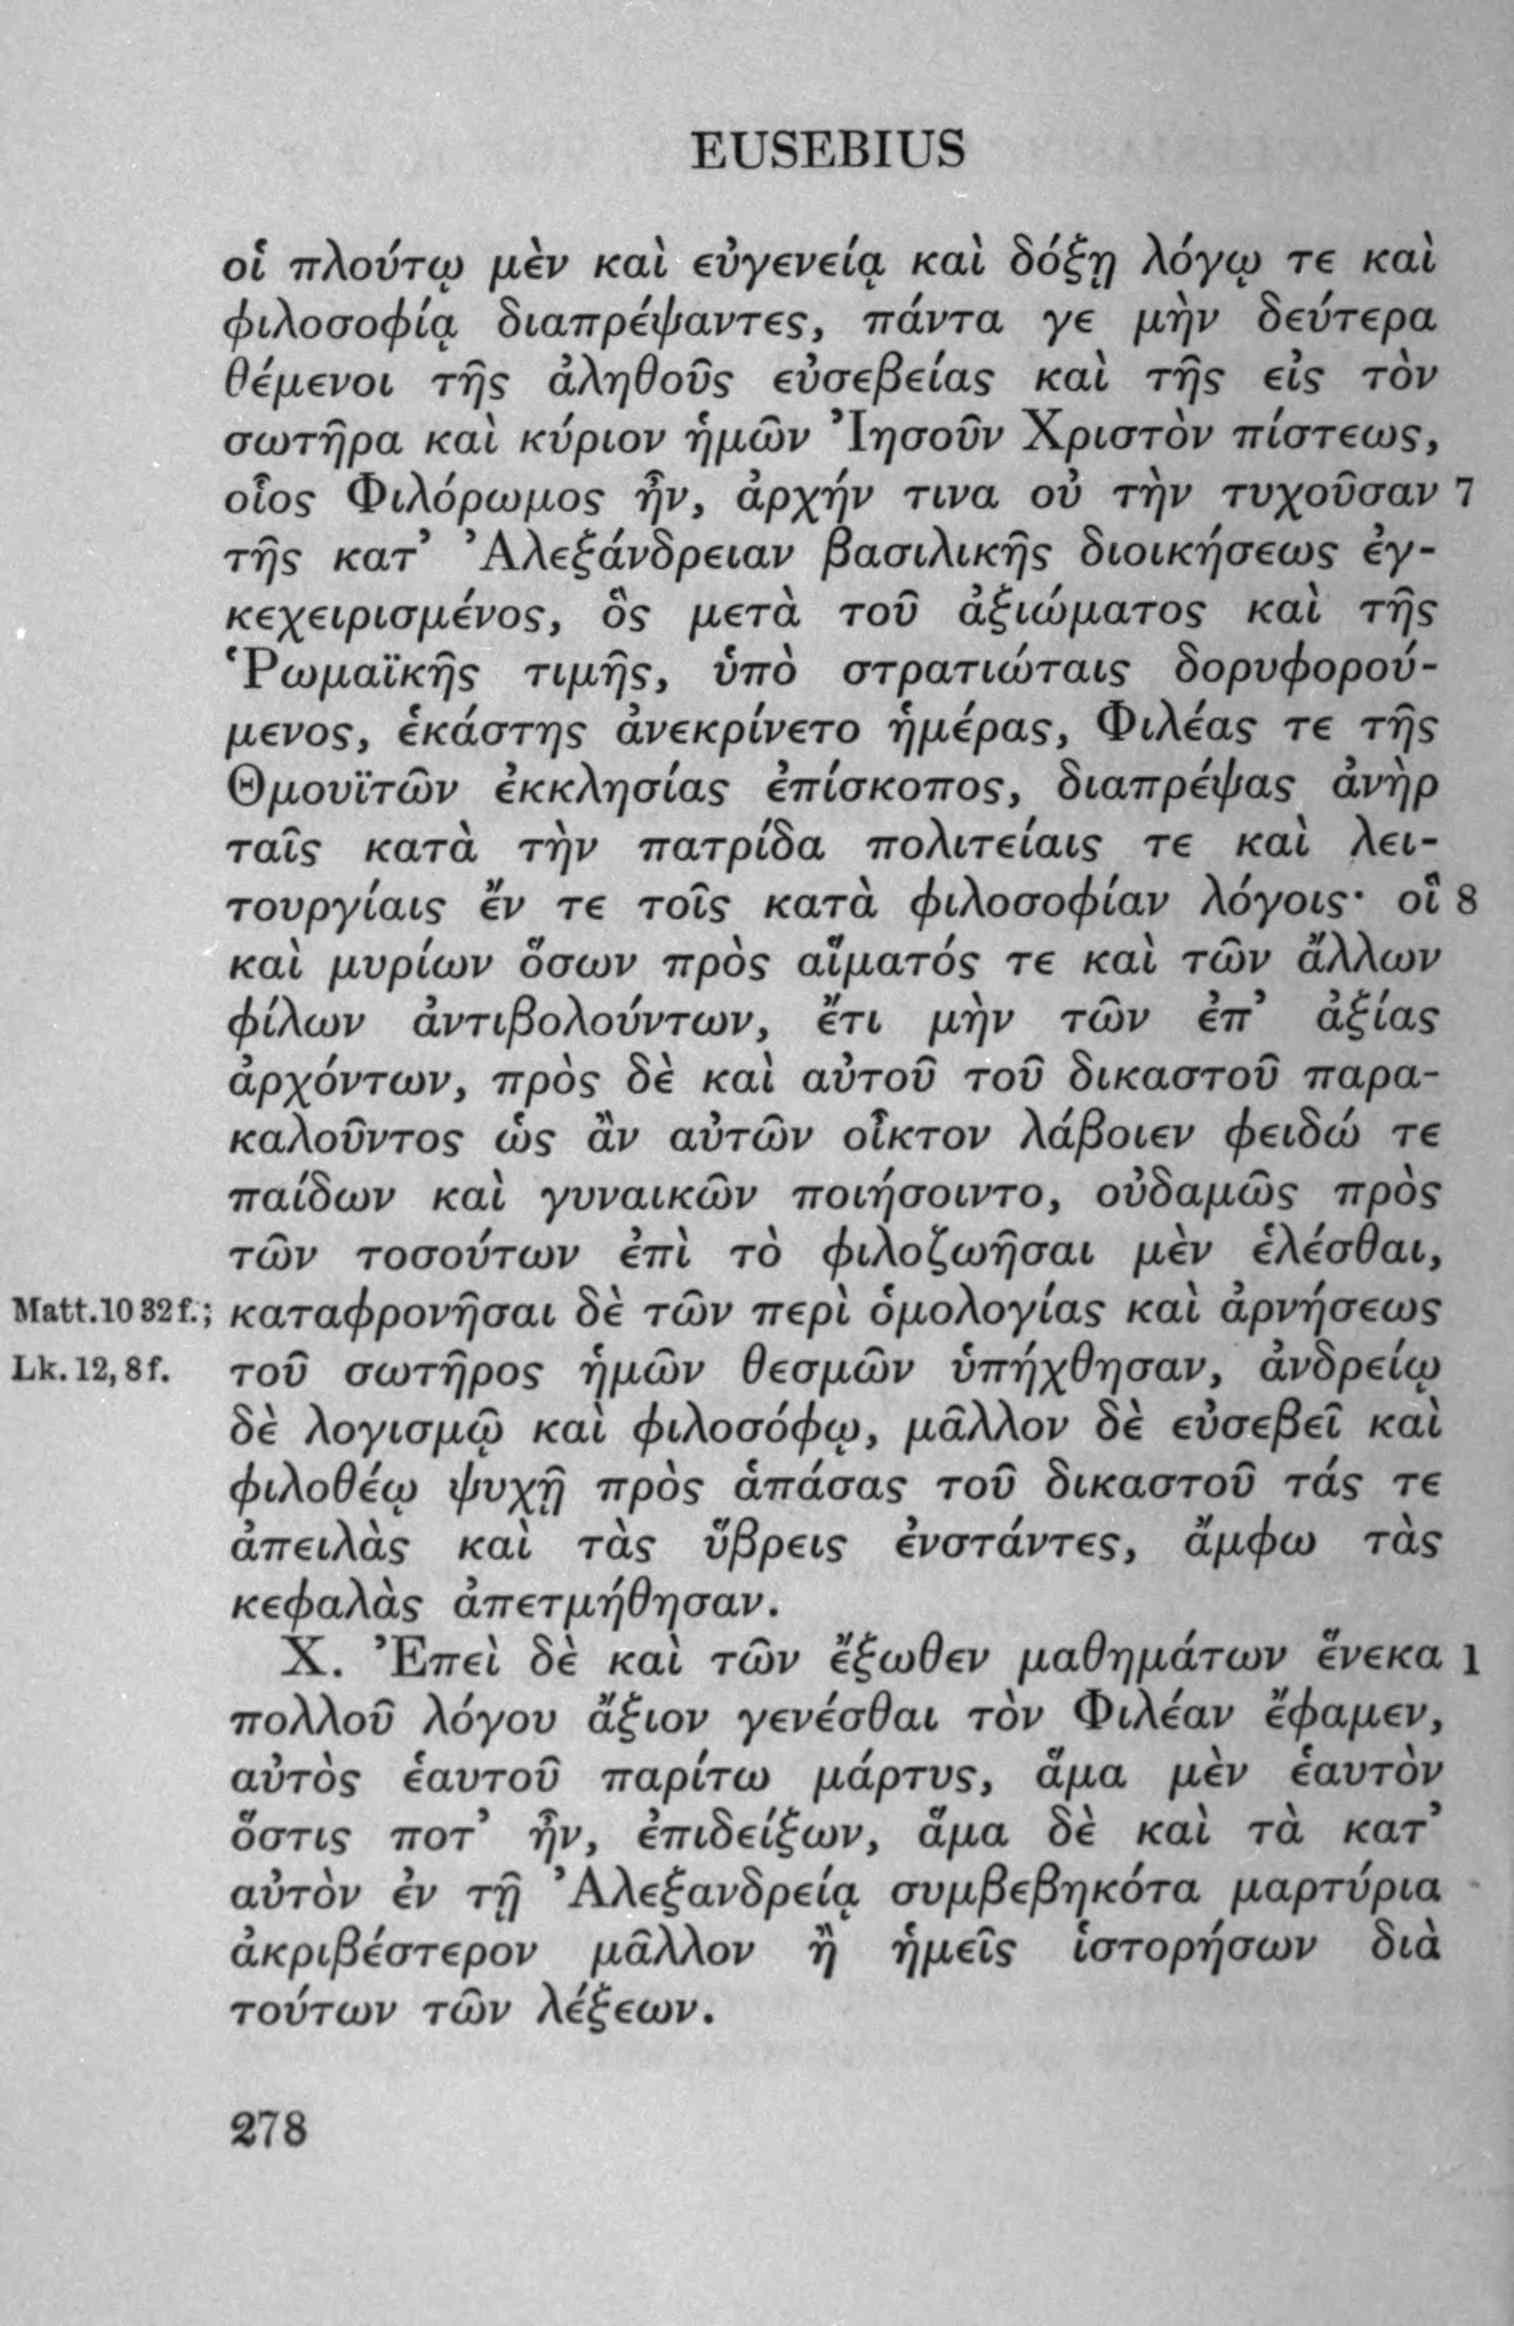 EUSEBIUS
οἱ πλούτῳ μὲν καὶ εὐγενείᾳ καὶ δόξῃ λόγῳ τε καὶ
φιλοσοφίᾳ διαπρέψαντες, πάντα γε μὴν δεύτερα
θέμενοι τῆς ἀληθοῦς εὐσεβείας καὶ τῆς εἰς τὸν
σωτῆρα καὶ κύριον ἡμῶν Ἰησοῦν Χριστὸν πίστεως,
οἷος Φιλόρωμος ἦν, ἀρχήν τινα οὐ τὴν τυχοῦσαν 7
τῆς κατ’ Ἀλεξάνδρειαν βασιλικῆς διοικήσεως ἐγ-
κεχειρισμένος, ὃς μετὰ τοῦ ἀξιώματος καὶ τῆς
Ῥωμαϊκῆς τιμῆς, ὑπὸ στρατιώταις δορυφορού-
μενος, ἑκάστης ἀνεκρίνετο ἡμέρας, Φιλέας τε τῆς
Θμουϊτῶν ἐκκλησίας ἐπίσκοπος, διαπρέψας ἀνὴρ
ταῖς κατὰ τὴν πατρίδα πολιτείαις τε καὶ λει-
τουργίαις ἔν τε τοῖς κατὰ φιλοσοφίαν λόγοις· οἳ 8
καὶ μυρίων ὅσων πρὸς αἵματός τε καὶ τῶν ἄλλων
φίλων ἀντιβολούντων, ἔτι μὴν τῶν ἐπ’ ἀξίας
ἀρχόντων, πρὸς δὲ καὶ αὐτοῦ τοῦ δικαστοῦ παρα-
καλοῦντος ὡς ἂν αὐτῶν οἶκτον λάβοιεν φειδώ τε
παίδων καὶ γυναικῶν ποιήσοιντο, οὐδαμῶς πρὸς
τῶν τοσούτων ἐπὶ τὸ φιλοζωῆσαι μὲν ἑλέσθαι,
Matt. 10 32 f.; καταφρονῆσαι δὲ τῶν περὶ ὁμολογίας καὶ ἀρνήσεως
Lk. 12, 8 f. τοῦ σωτῆρος ἡμῶν θεσμῶν ὑπήχθησαν, ἀνδρείῳ
δὲ λογισμῷ καὶ φιλοσόφῳ, μᾶλλον δὲ εὐσεβεῖ καὶ
φιλοθέῳ ψυχῇ πρὸς ἁπάσας τοῦ δικαστοῦ τάς τε
ἀπειλὰς καὶ τὰς ὕβρεις ἐνστάντες, ἄμφω τὰς
κεφαλὰς ἀπετμήθησαν.
X. Ἐπεὶ δὲ καὶ τῶν ἔξωθεν μαθημάτων ἕνεκα 1
πολλοῦ λόγου ἄξιον γενέσθαι τὸν Φιλέαν ἔφαμεν,
αὐτὸς ἑαυτοῦ παρίτω μάρτυς, ἅμα μὲν ἑαυτὸν
ὅστις ποτ’ ἦν, ἐπιδείξων, ἅμα δὲ καὶ τὰ κατ’
αὐτὸν ἐν τῇ Ἀλεξανδρείᾳ συμβεβηκότα μαρτύρια
ἀκριβέστερον μᾶλλον ἢ ἡμεῖς ἱστορήσων διὰ
τούτων τῶν λέξεων.
278